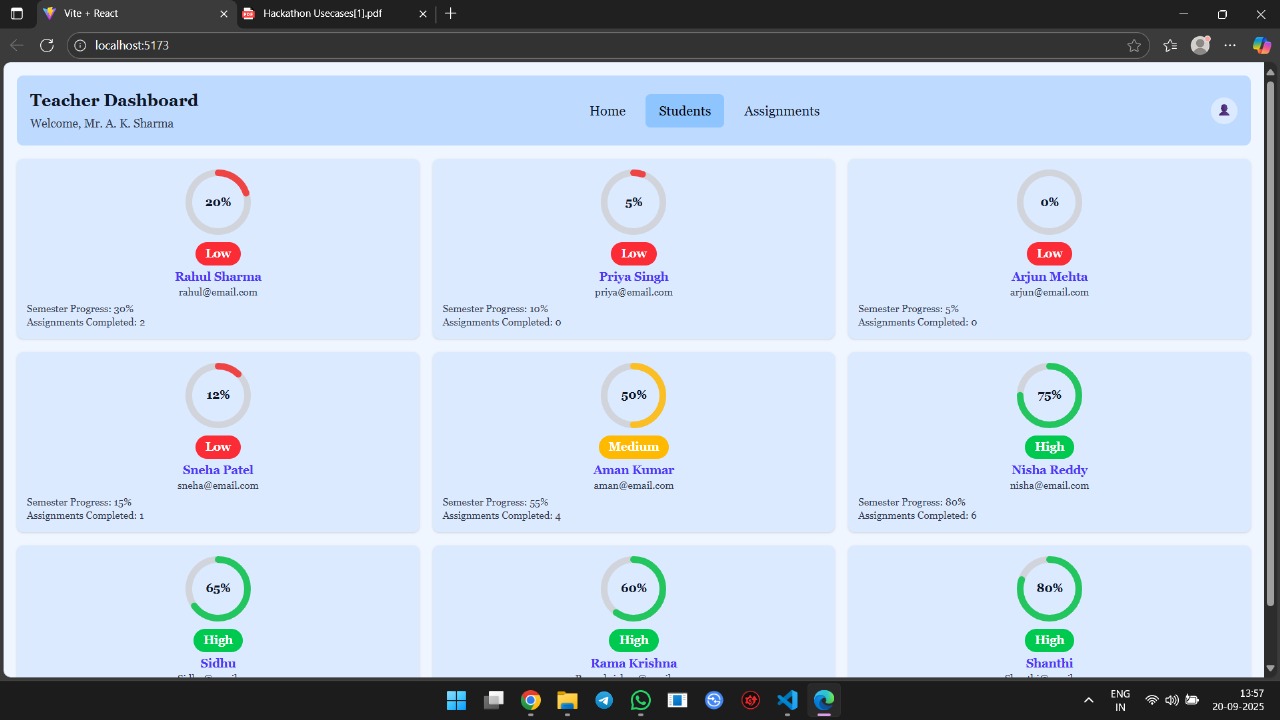 Vite + React
Hackathon Usecases[1].pdf
localhost:5173
Teacher Dashboard
Welcome, Mr. A. K. Sharma
Home
Students
Assignments
20%
Low
Rahul Sharma
rahul@email.com
Semester Progress: 30%
Assignments Completed: 2
5%
Low
Priya Singh
priya@email.com
Semester Progress: 10%
Assignments Completed: 0
0%
Low
Arjun Mehta
arjun@email.com
Semester Progress: 5%
Assignments Completed: 0
12%
Low
Sneha Patel
sneha@email.com
Semester Progress: 15%
Assignments Completed: 1
50%
Medium
Aman Kumar
aman@email.com
Semester Progress: 55%
Assignments Completed: 4
75%
High
Nisha Reddy
nisha@email.com
Semester Progress: 80%
Assignments Completed: 6
65%
High
Sidhu
60%
High
Rama Krishna
80%
High
Shanthi
ENG
IN
13:57
20-09-2025